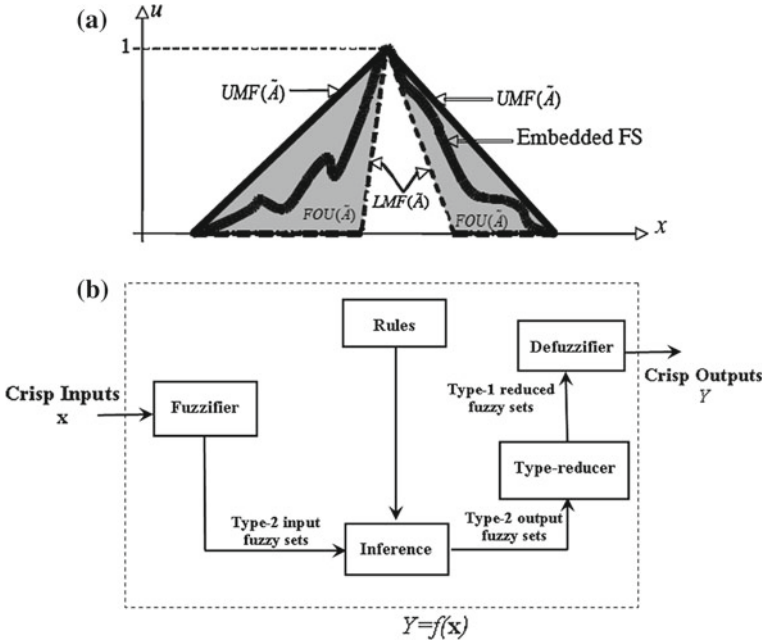 (a)
u
1
UMF(Ã)
UMF(Ã)
Embedded FS
FOU(Ã)
LMF(Ã)
FOU(Ã)
x
(b)
Rules
Defuzzifier
Crisp Inputs
x
Fuzzifier
Type-1 reduced
fuzzy sets
Crisp Outputs
Y
Type-reducer
Type-2 input
fuzzy sets
Inference
Type-2 output
fuzzy sets
Y=f(x)